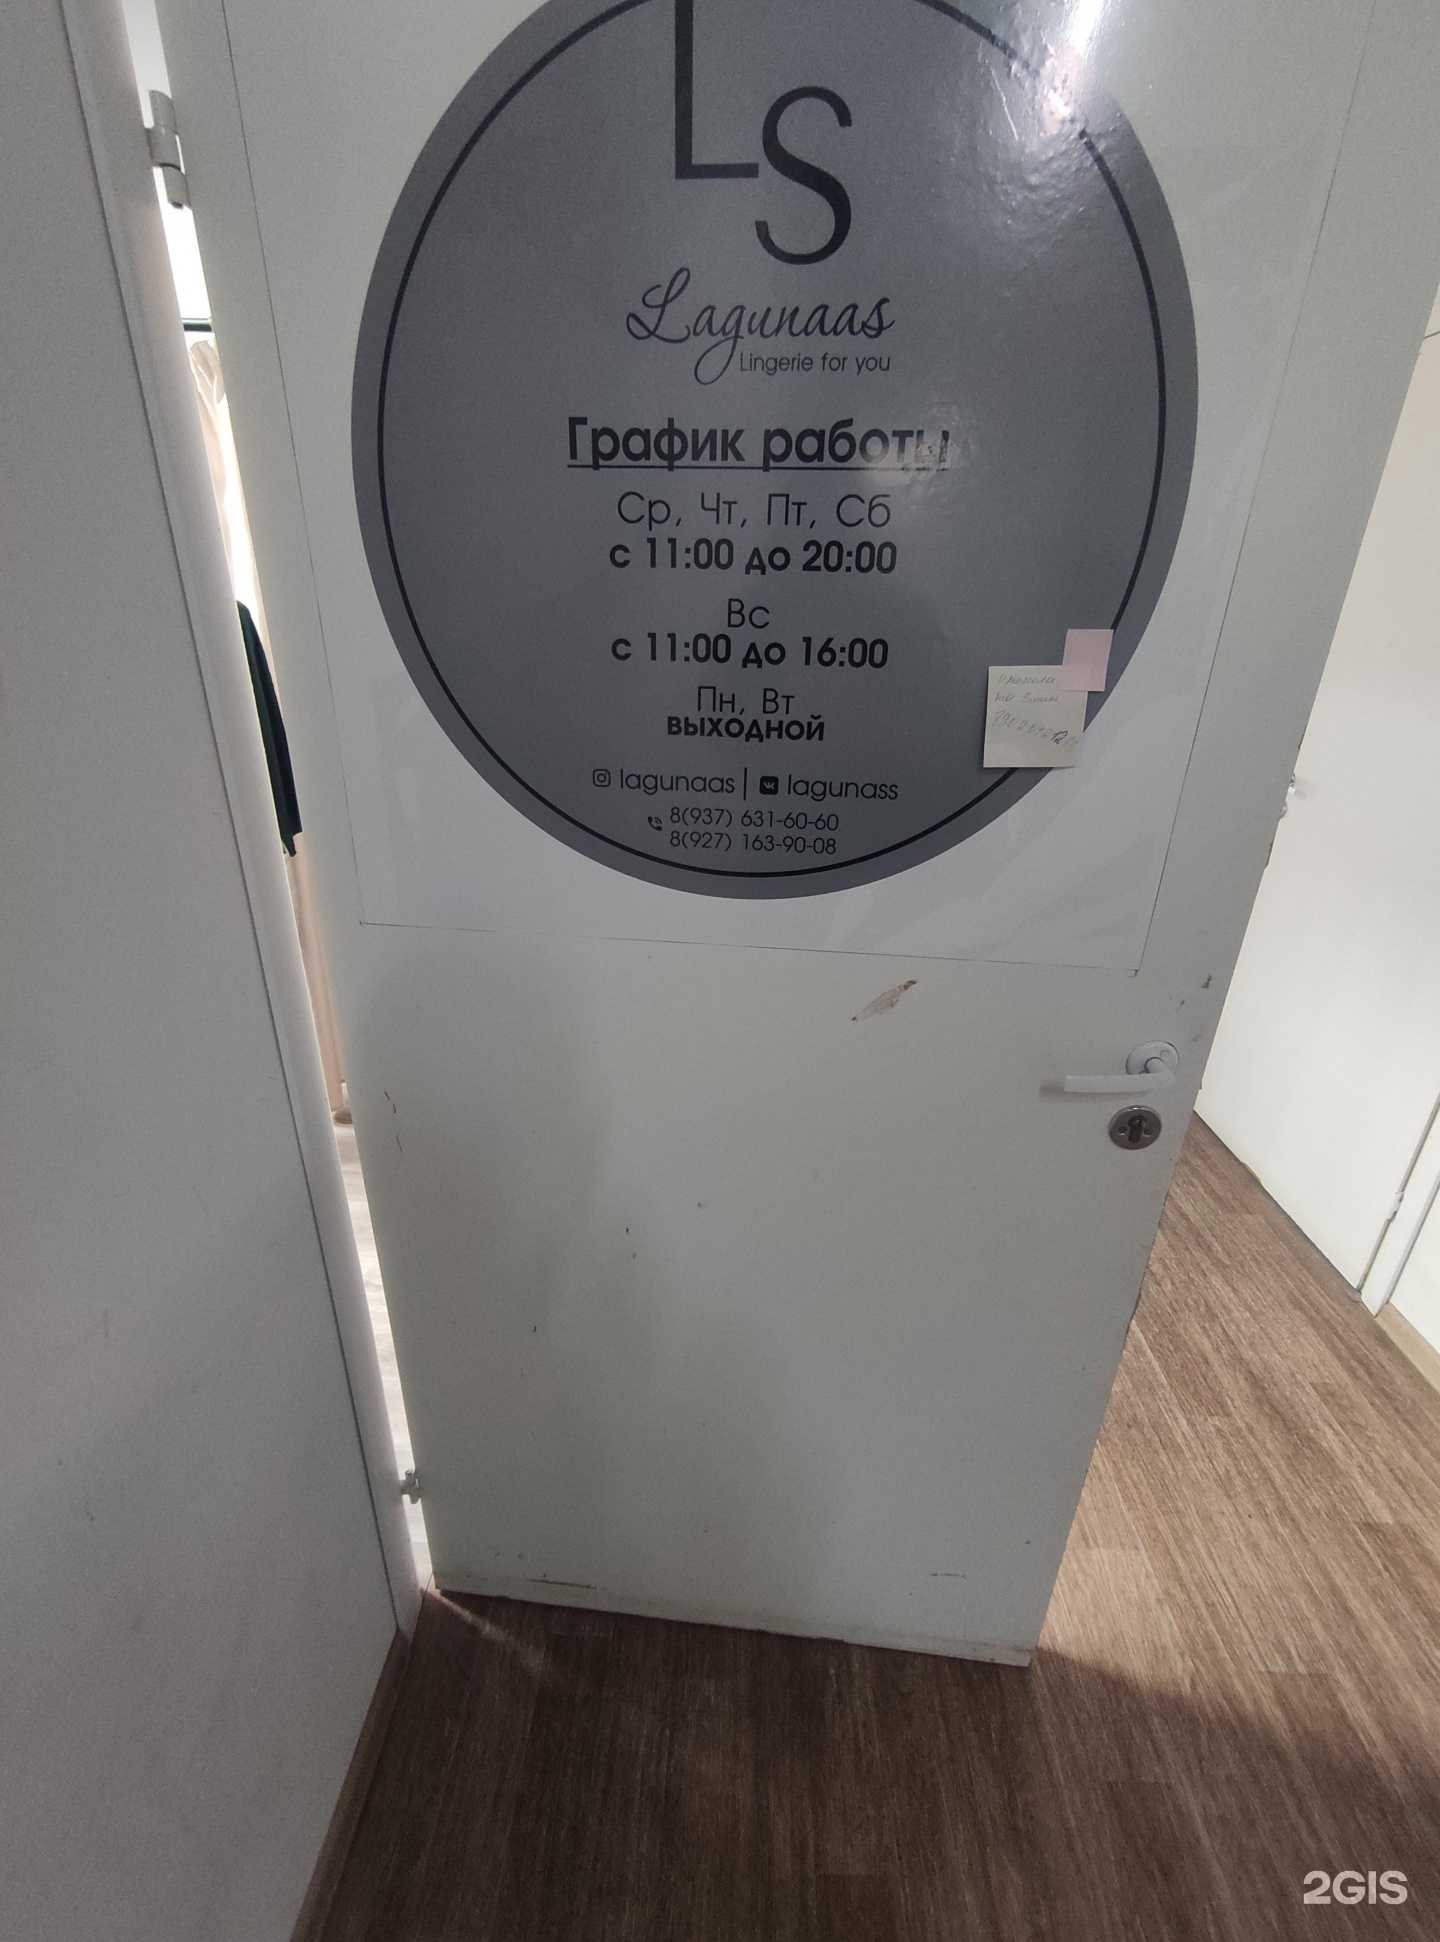 LS
Lagunaas
Lingerie for you
График работы
Ср, Чт, Пт, Сб
с 11:00 до 20:00
Вс
с 11:00 до 16:00
Пн, Вт
выходной
lagunaas | lagunass
8(937) 631-60-60
8(927) 163-90-08
2GIS